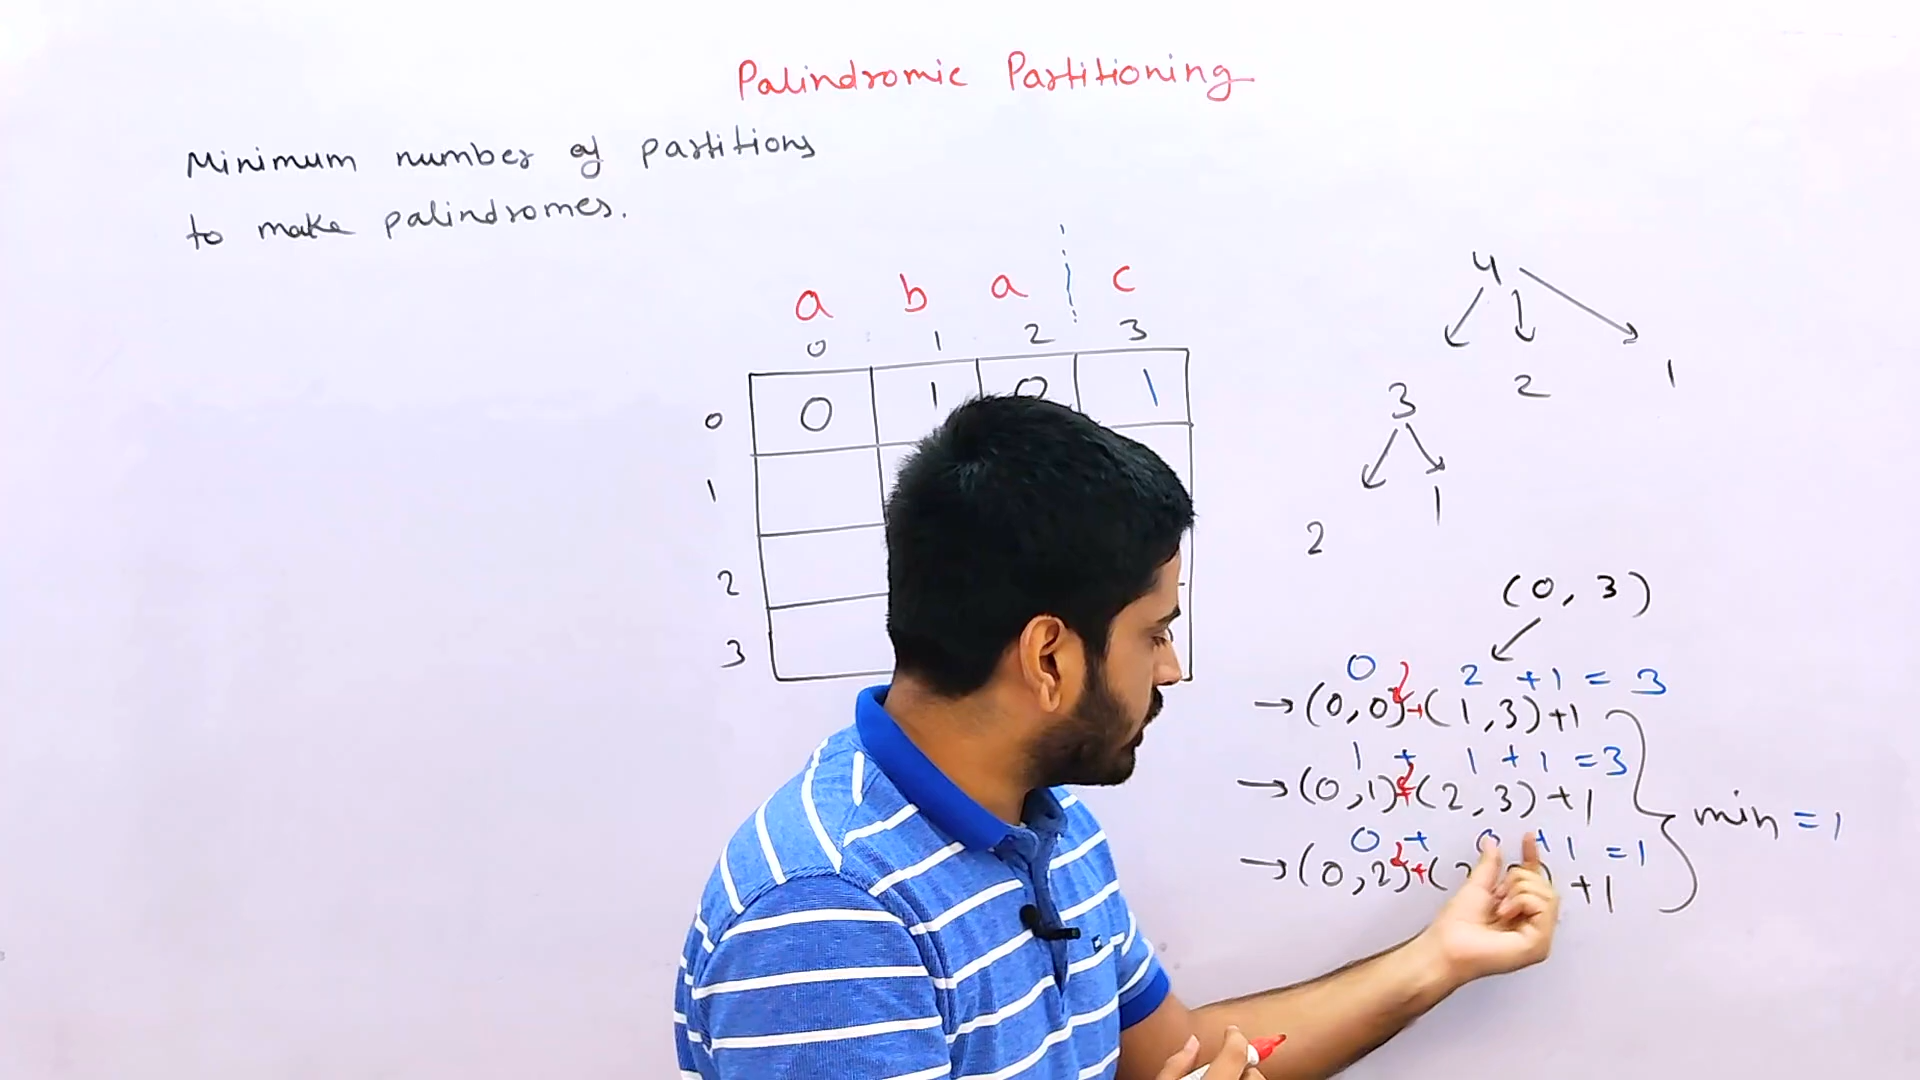 Palindromic Partitioning
Minimum number of partitions
to make palindromes.
a b a c
0 1 2 3
0 0 1 0 1
1
2
3
4
3 2 1
2 1
(0, 3)
0 2 +1 = 3
→(0,0)+(1,3)+1
1 + 1 + 1 = 3
→(0,1)+(2,3)+1
min = 1
0 + 0 +1 = 1
→(0,2)+( +1